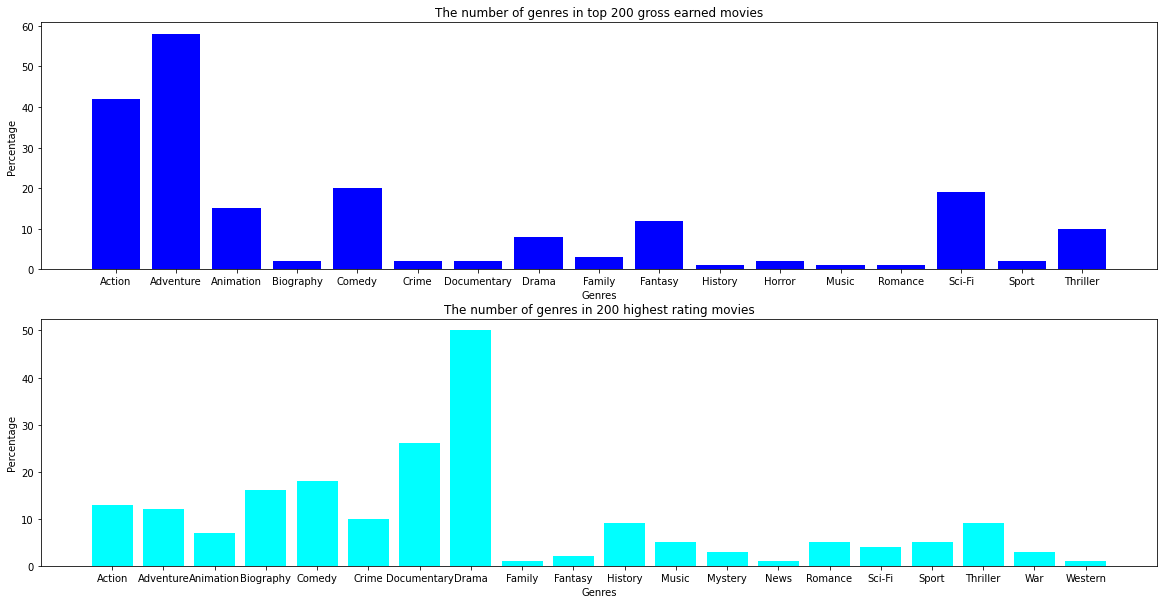 The number of genres in top 200 gross earned movies
60
50
40
30
20
10
0
Percentage
Action Adventure Animation Biography Comedy Crime Documentary Drama Family Fantasy History Horror Music Romance Sci-Fi Sport Thriller
Genres
The number of genres in 200 highest rating movies
50
40
30
20
10
0
Percentage
Action Adventure Animation Biography Comedy Crime Documentary Drama Family Fantasy History Music Mystery News Romance Sci-Fi Sport Thriller War Western
Genres